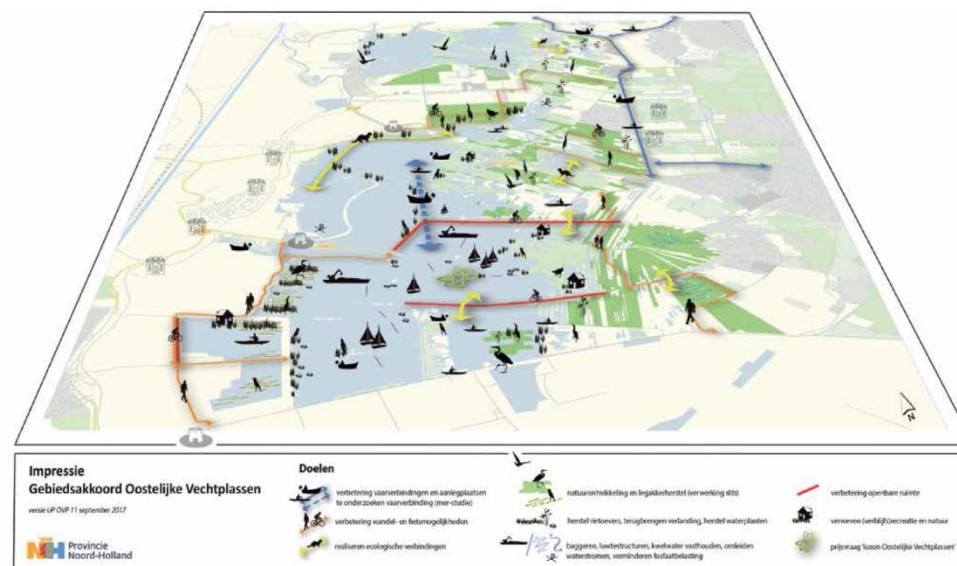 Impressie
Gebiedsakkoord Oostelijke Vechtplassen
versie UP OVP 11 september 2017
Provincie
Noord-Holland
Doelen
verbetering vaarverbindingen en aanlegplaatsen
te onderzoeken vaarverbinding (mer-studie)
verbetering wandel- en fietsmogelijkheden
realiseren ecologische verbindingen
natuurontwikkeling en legakkerherstel (verwerking slib)
herstel rietoevers, terugbrengen verlanding, herstel waterplanten
baggeren, luwtestructuren, kwelwater vasthouden, omleiden
waterstromen, verminderen fosfaatbelasting
verbetering openbare ruimte
verweven (verblijfs)recreatie en natuur
prijsvraag 'Icoon Oostelijke Vechtplassen'